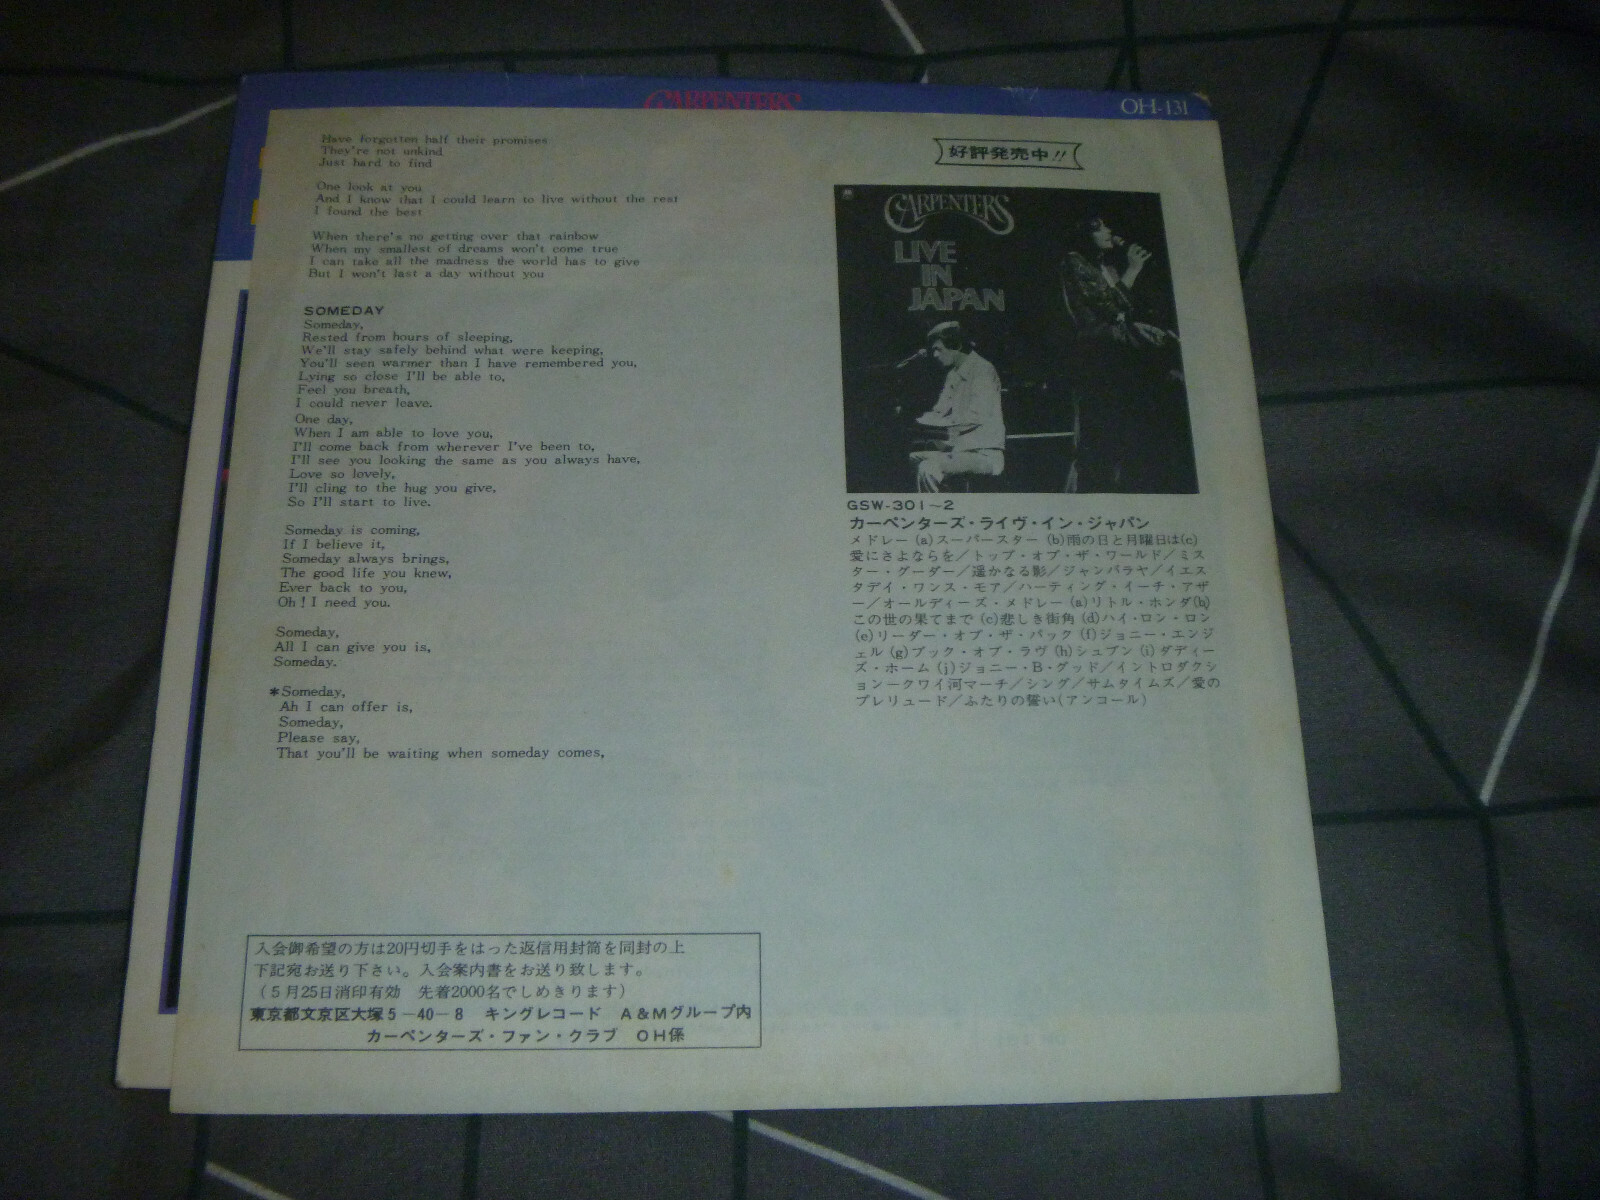 CARPENTERS
OH-131
Have forgotten half their promises
They're not unkind
Just hard to find
One look at you
And I know that I could learn to live without the rest
I found the best
When there's no getting over that rainbow
When my smallest of dreams won't come true
I can take all the madness the world has to give
But I won't last a day without you
SOMEDAY
Someday,
Rested from hours of sleeping,
We'll stay safely behind what were keeping,
You'll seen warmer than I have remembered you,
Lying so close I'll be able to,
Feel you breath,
I could never leave.
One day,
When I am able to love you,
I'll come back from wherever I've been to,
I'll see you looking the same as you always have,
Love so lovely,
I'll cling to the hug you give,
So I'll start to live.
Someday is coming,
If I believe it,
Someday always brings,
The good life you knew,
Ever back to you,
Oh! I need you.
Someday,
All I can give you is,
Someday.
*Someday,
Ah I can offer is,
Someday,
Please say,
That you'll be waiting when someday comes,
入会御希望の方は20円切手をはった返信用封筒を同封の上
下記宛お送り下さい。入会案内書をお送り致します。
(5月25日消印有効 先着2000名でしめきります)
東京都文京区大塚5-40-8 キングレコード A&Mグループ内
カーペンターズ・ファン・クラブ OH係
好評発売中!!
CARPENTERS
LIVE
IN
JAPAN
GSW-301~2
カーペンターズ・ライヴ・イン・ジャパン
メドレー(a)スーパースター(b)雨の日と月曜日は(c)
愛にさよならを/トップ・オブ・ザ・ワールド/ミス
ター・グーダー/遥かなる影/ジャンバラヤ/イエス
タデイ・ワンス・モア/ハーティング・イーチ・アザ
ー/オールディーズ・メドレー(a)リトル・ホンダ(b)
この世の果てまで(c)悲しき街角(d)ハイ・ロン・ロン
(e)リーダー・オブ・ザ・パック(f)ジョニー・エンジ
ェル(g)ブック・オブ・ラヴ(h)シュブン(i)ダディー
ズ・ホーム(j)ジョニー・B・グッド/イントロダクシ
ョン―クワイ河マーチ/シング/サムタイムズ/愛の
プレリュード/ふたりの誓い(アンコール)